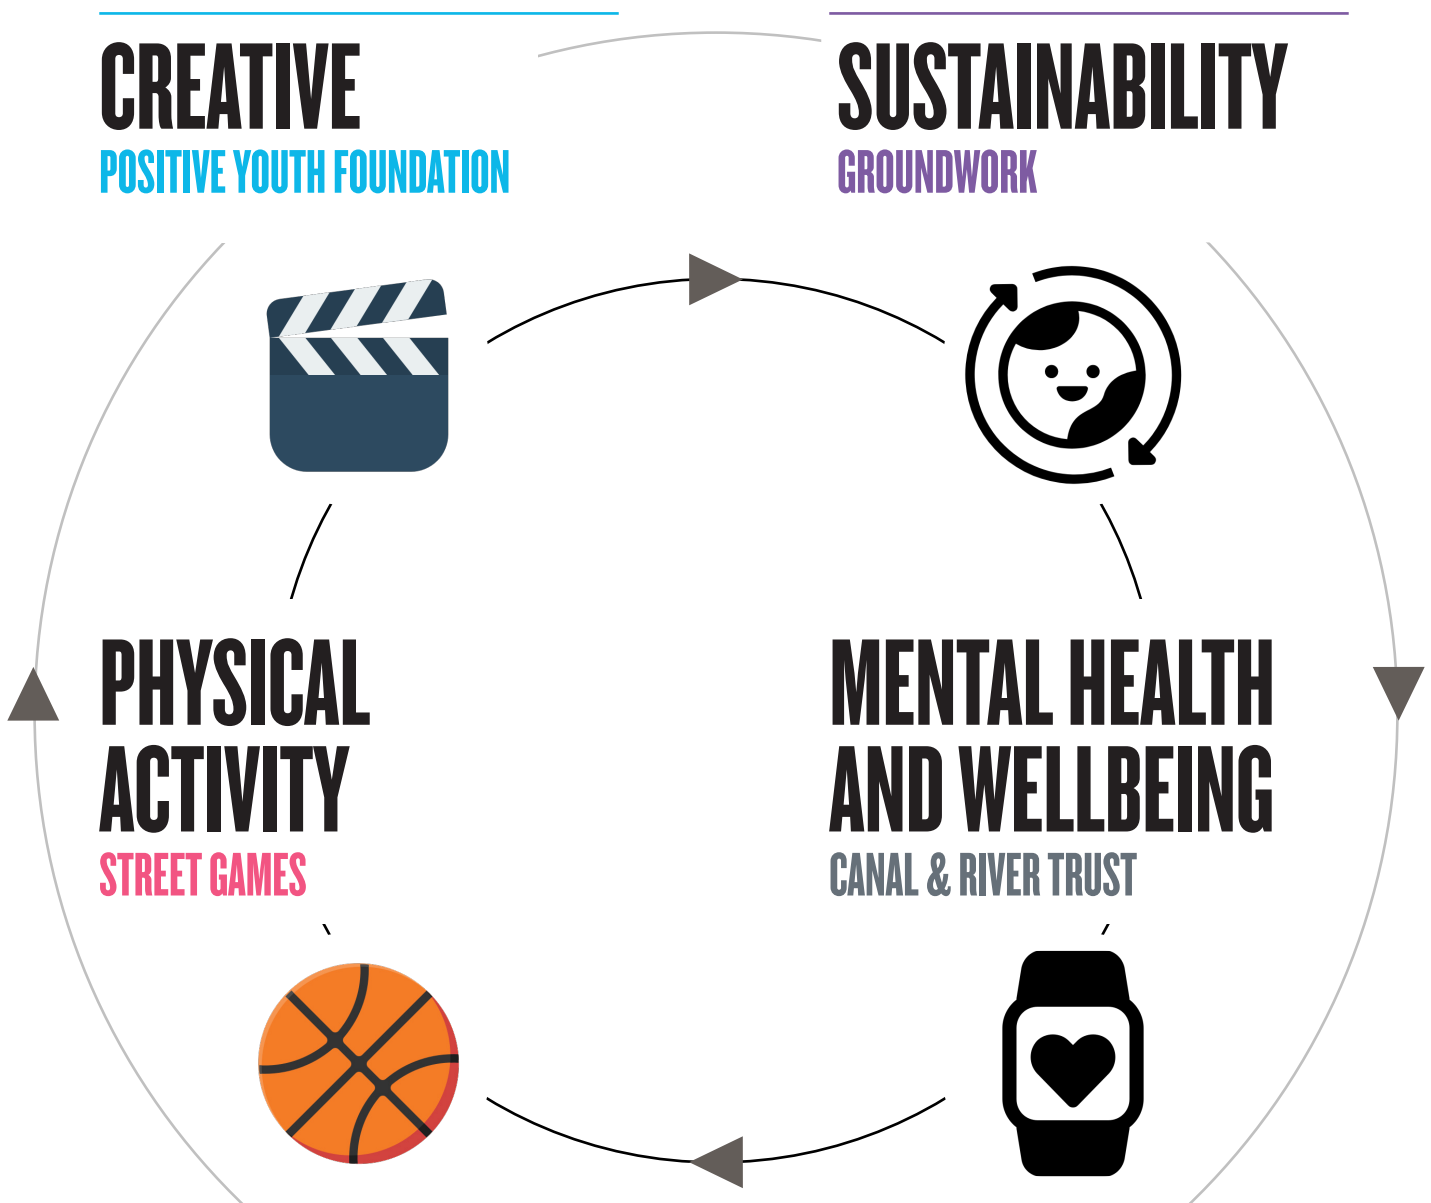 CREATIVE
POSITIVE YOUTH FOUNDATION
SUSTAINABILITY
GROUNDWORK
PHYSICAL
ACTIVITY
STREET GAMES
MENTAL HEALTH
AND WELLBEING
CANAL & RIVER TRUST